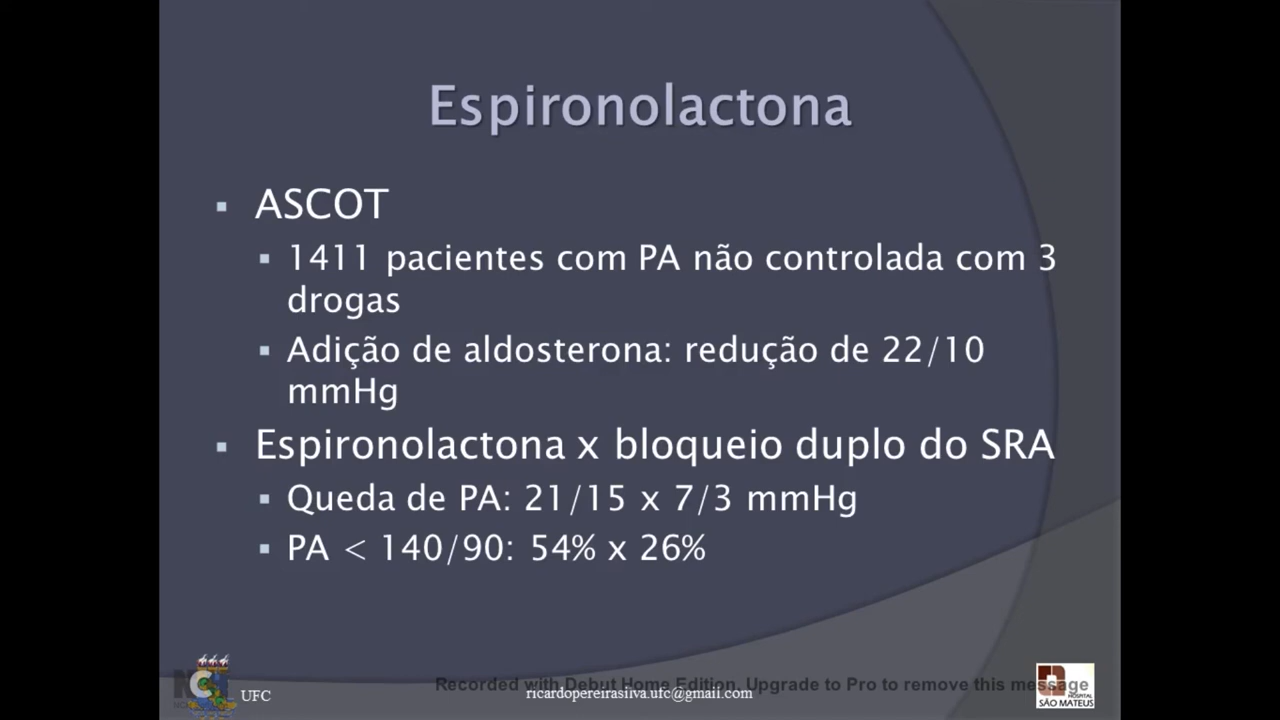 Espironolactona
▪ ASCOT
▪ 1411 pacientes com PA não controlada com 3
drogas
▪ Adição de aldosterona: redução de 22/10
mmHg
▪ Espironolactona x bloqueio duplo do SRA
▪ Queda de PA: 21/15 x 7/3 mmHg
▪ PA < 140/90: 54% x 26%
UFC
Recorded with Debut Home Edition. Upgrade to Pro to remove this message
ricardopereirasilva.ufc@gmail.com
HOSPITAL
SÃO MATEUS